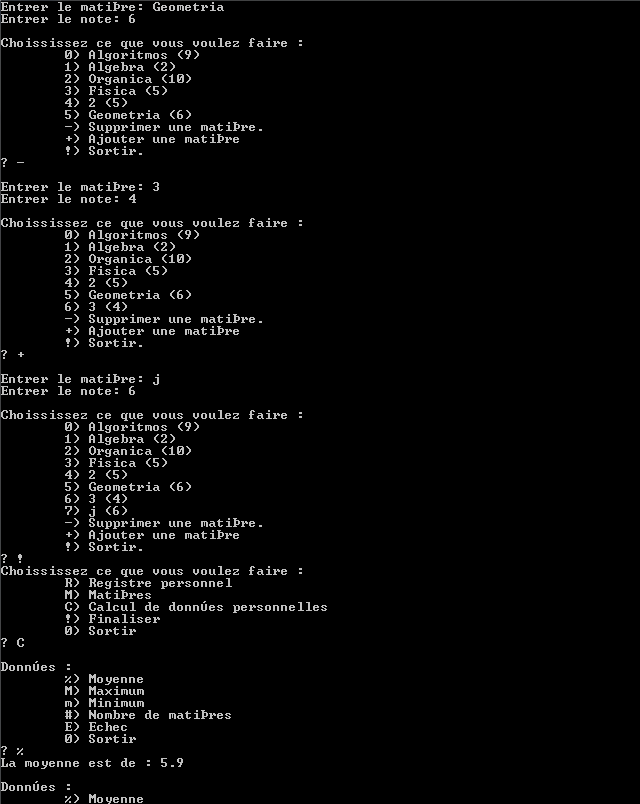 Entrer le matiÞre: Geometria
Entrer le note: 6
Choississez ce que vous voulez faire :
0) Algoritmos (9)
1) Algebra (2)
2) Organica (10)
3) Fisica (5)
4) 2 (5)
5) Geometria (6)
-) Supprimer une matiÞre.
+) Ajouter une matiÞre
!) Sortir.
? -
Entrer le matiÞre: 3
Entrer le note: 4
Choississez ce que vous voulez faire :
0) Algoritmos (9)
1) Algebra (2)
2) Organica (10)
3) Fisica (5)
4) 2 (5)
5) Geometria (6)
6) 3 (4)
-) Supprimer une matiÞre.
+) Ajouter une matiÞre
!) Sortir.
? +
Entrer le matiÞre: j
Entrer le note: 6
Choississez ce que vous voulez faire :
0) Algoritmos (9)
1) Algebra (2)
2) Organica (10)
3) Fisica (5)
4) 2 (5)
5) Geometria (6)
6) 3 (4)
7) j (6)
-) Supprimer une matiÞre.
+) Ajouter une matiÞre
!) Sortir.
? !
Choississez ce que vous voulez faire :
R) Registre personnel
M) MatiÞres
C) Calcul de donnÚes personnelles
!) Finaliser
0) Sortir
? C
DonnÚes :
%) Moyenne
M) Maximum
m) Minimum
#) Nombre de matiÞres
E) Echec
0) Sortir
? %
La moyenne est de : 5.9
DonnÚes :
%) Moyenne